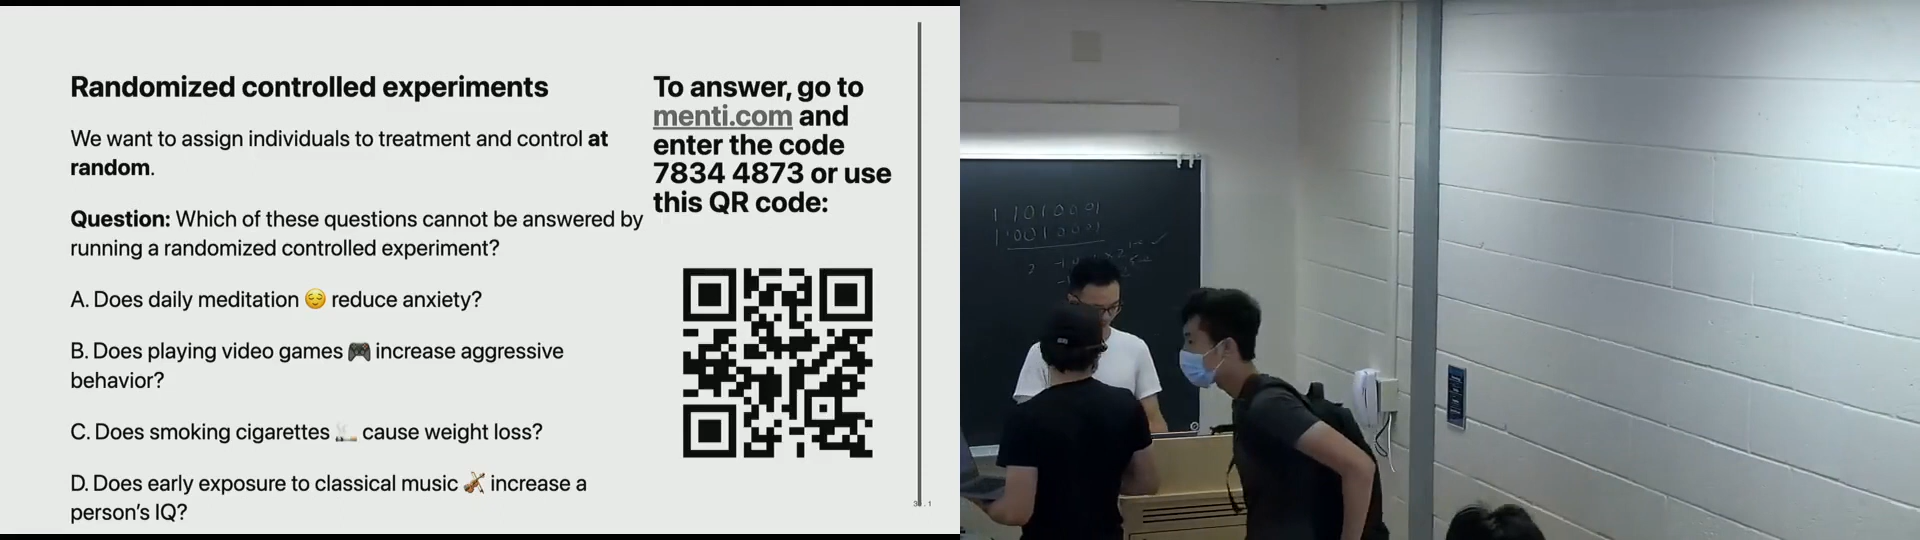 Randomized controlled experiments
We want to assign individuals to treatment and control at
random.
Question: Which of these questions cannot be answered by
running a randomized controlled experiment?
A. Does daily meditation 😌 reduce anxiety?
B. Does playing video games 🎮 increase aggressive
behavior?
C. Does smoking cigarettes 🚬 cause weight loss?
D. Does early exposure to classical music 🎻 increase a
person's IQ?
To answer, go to
menti.com and
enter the code
7834 4873 or use
this QR code:
11010001
10010001